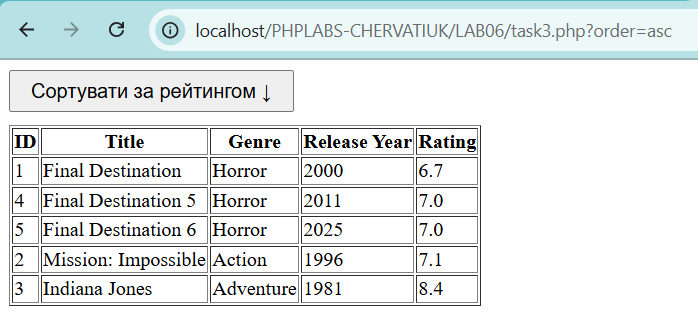 localhost/PHPLABS-CHERVATIUK/LAB06/task3.php?order=asc
Сортувати за рейтингом ↓
ID Title Genre Release Year Rating
1 Final Destination Horror 2000 6.7
4 Final Destination 5 Horror 2011 7.0
5 Final Destination 6 Horror 2025 7.0
2 Mission: Impossible Action 1996 7.1
3 Indiana Jones Adventure 1981 8.4